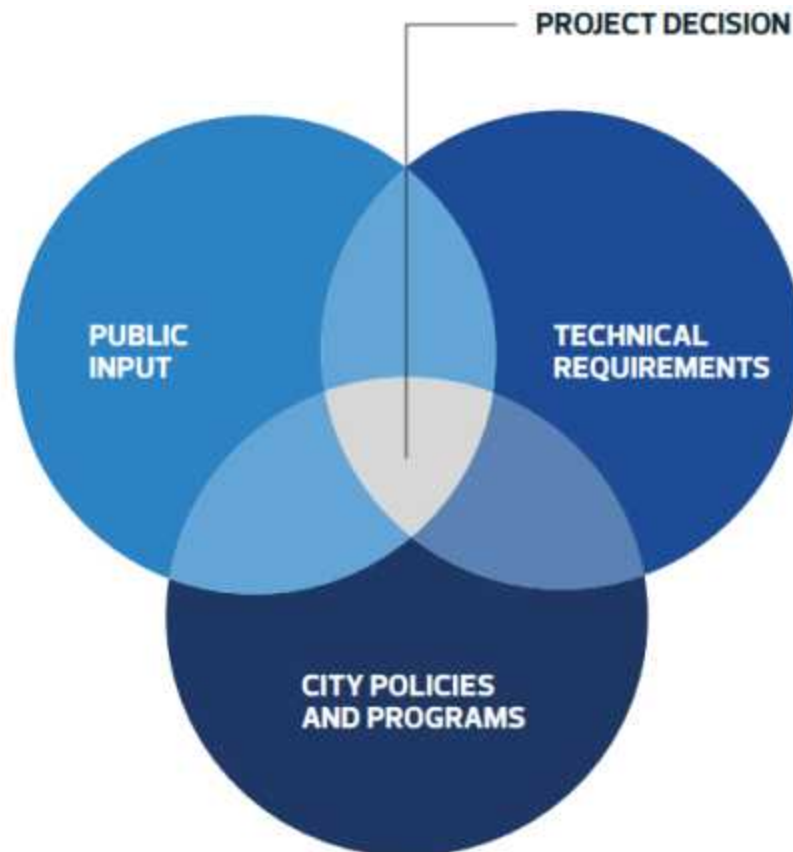 PROJECT DECISION
PUBLIC
INPUT
TECHNICAL
REQUIREMENTS
CITY POLICIES
AND PROGRAMS